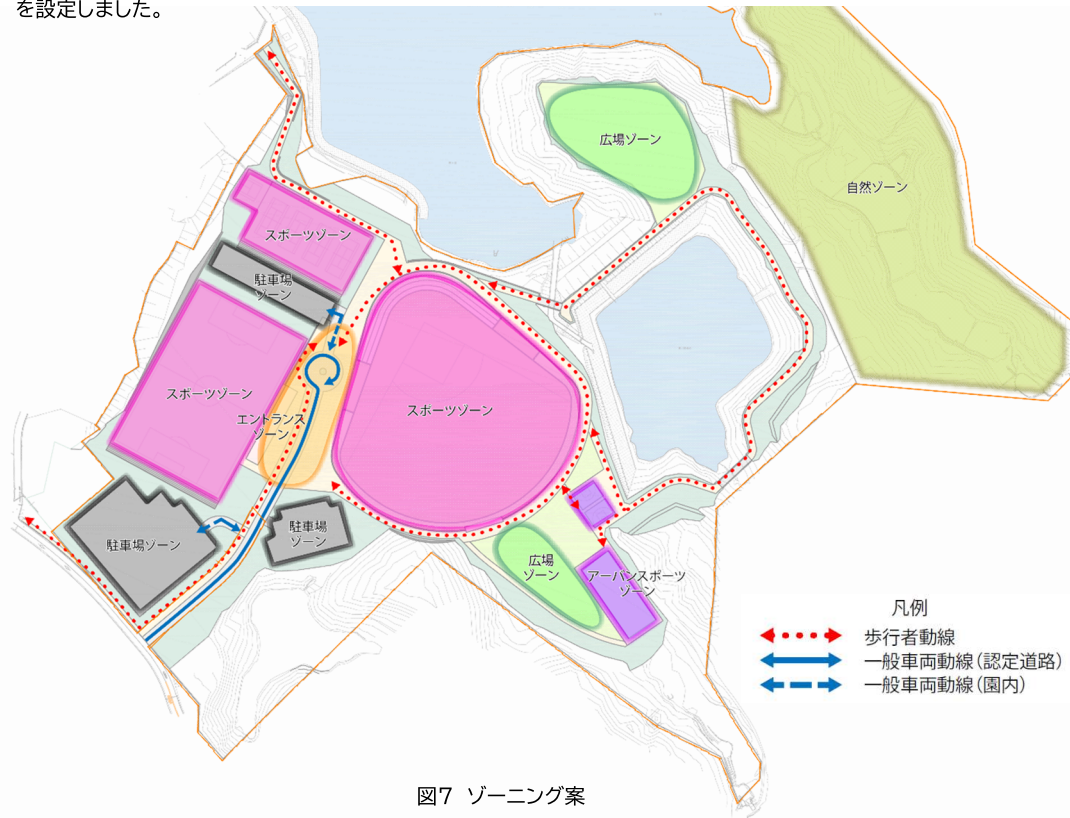 を設定しました。
広場ゾーン
自然ゾーン
スポーツゾーン
駐車場
ゾーン
スポーツゾーン
エントランス
ゾーン
スポーツゾーン
駐車場ゾーン
駐車場
ゾーン
広場
ゾーン
アーバンスポーツ
ゾーン
凡例
歩行者動線
一般車両動線(認定道路)
一般車両動線(園内)
図7 ゾーニング案